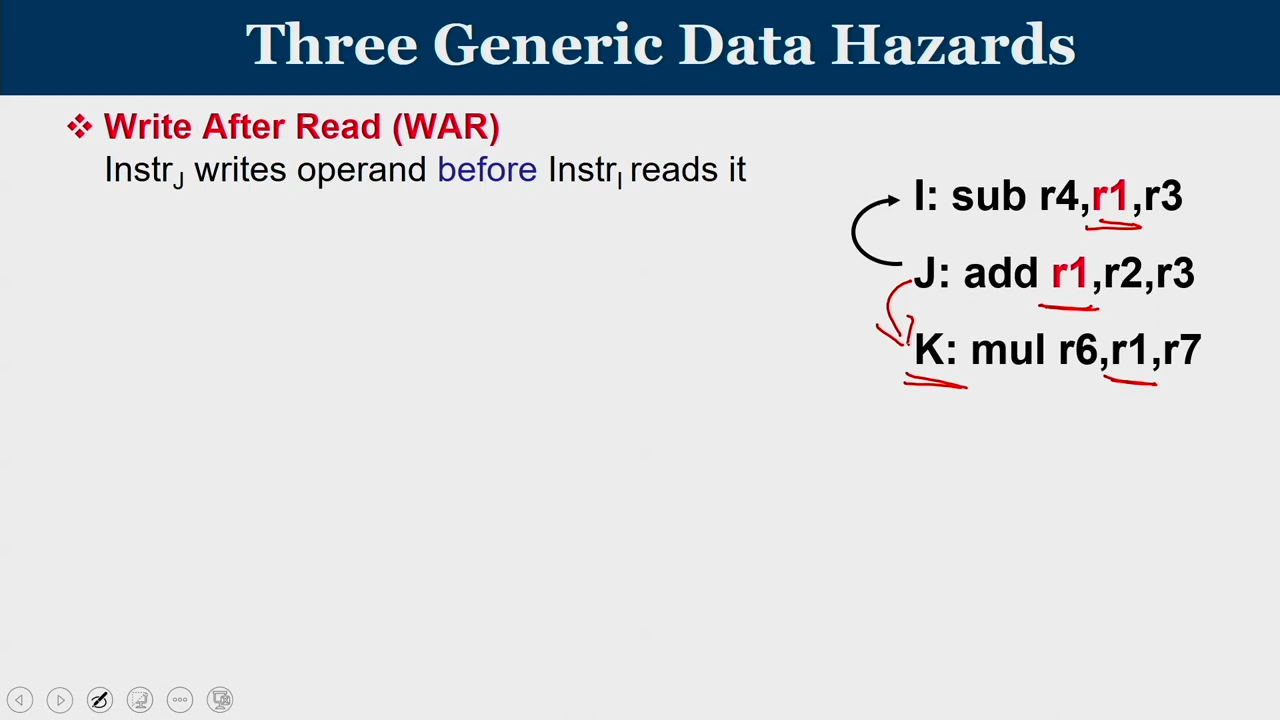 Three Generic Data Hazards
❖ Write After Read (WAR)
InstrJ writes operand before InstrI reads it
I: sub r4,r1,r3
J: add r1,r2,r3
K: mul r6,r1,r7